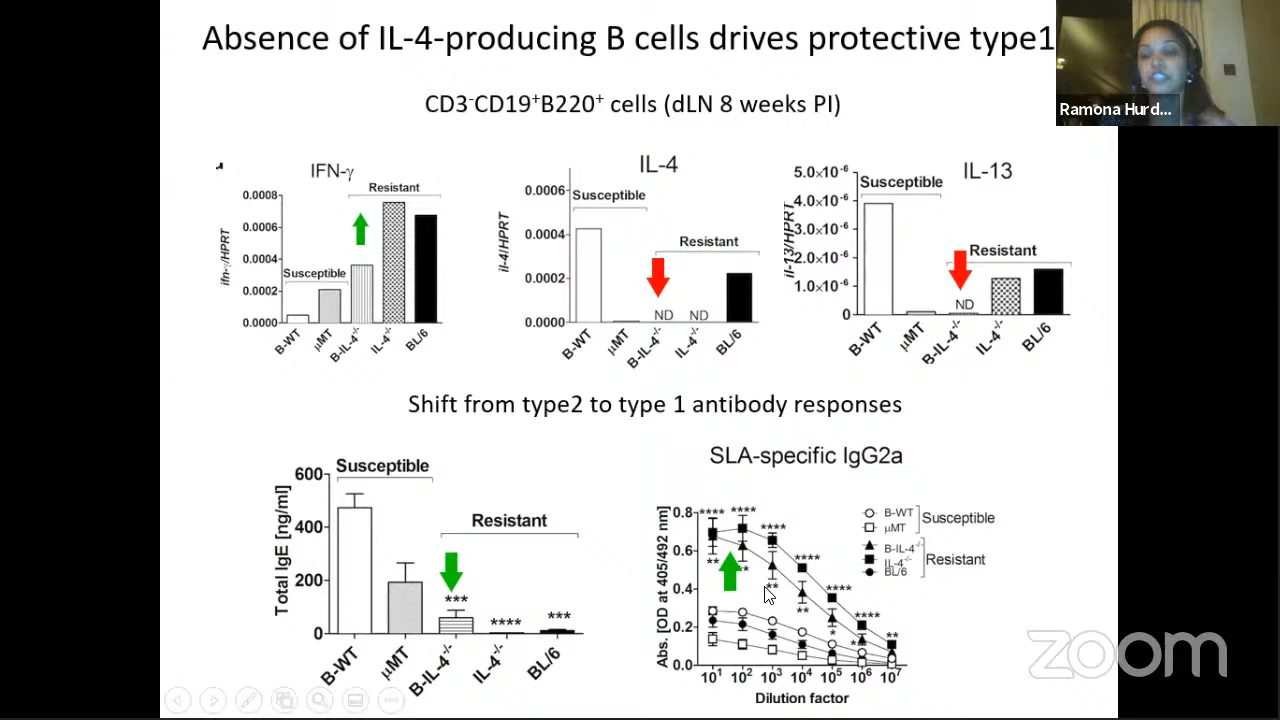 Absence of IL-4-producing B cells drives protective type1
Ramona Hurd...
CD3-CD19+B220+ cells (dLN 8 weeks PI)
IFN-γ
Resistant
Susceptible
ifn-γ/HPRT
0.0008
0.0006
0.0004
0.0002
0.0000
B-WT
μMT
B-IL-4-/-
IL-4-/-
BL/6
IL-4
Susceptible
Resistant
il-4/HPRT
0.0006
0.0004
0.0002
0.0000
ND
ND
B-WT
μMT
B-IL-4-/-
IL-4-/-
BL/6
IL-13
Susceptible
Resistant
il-13/HPRT
5.0×10-6
4.0×10-6
3.0×10-6
2.0×10-6
1.0×10-6
0
ND
B-WT
μMT
B-IL-4-/-
IL-4-/-
BL/6
Shift from type2 to type 1 antibody responses
Susceptible
Resistant
Total IgE [ng/ml]
600
400
200
0
***
****
***
B-WT
μMT
B-IL-4-/-
IL-4-/-
BL/6
SLA-specific IgG2a
Abs. [OD at 405/492 nm]
0.8
0.6
0.4
0.2
0.0
**** **** **** **** **** **** **
** ** ** ** *
101 102 103 104 105 106 107
Dilution factor
B-WT
μMT
Susceptible
B-IL-4-/-
IL-4-/-
BL/6
Resistant
zoom